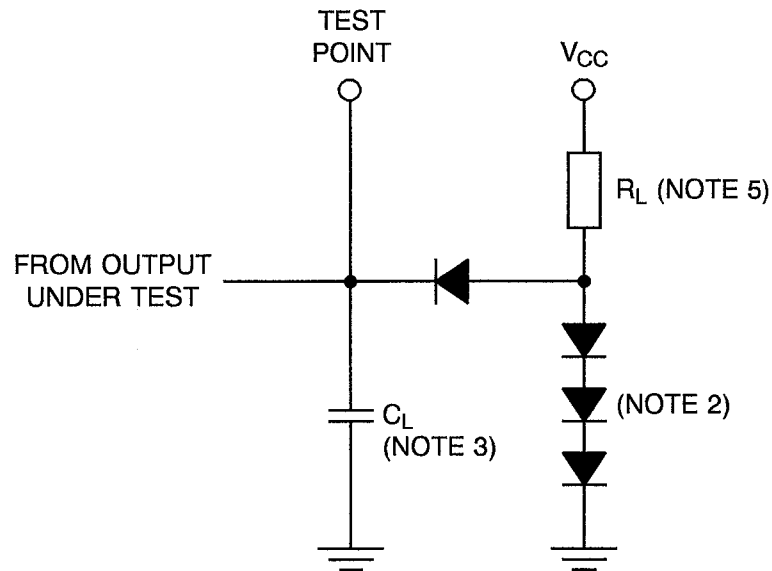 TEST
POINT
VCC
RL (NOTE 5)
FROM OUTPUT
UNDER TEST
(NOTE 2)
CL
(NOTE 3)